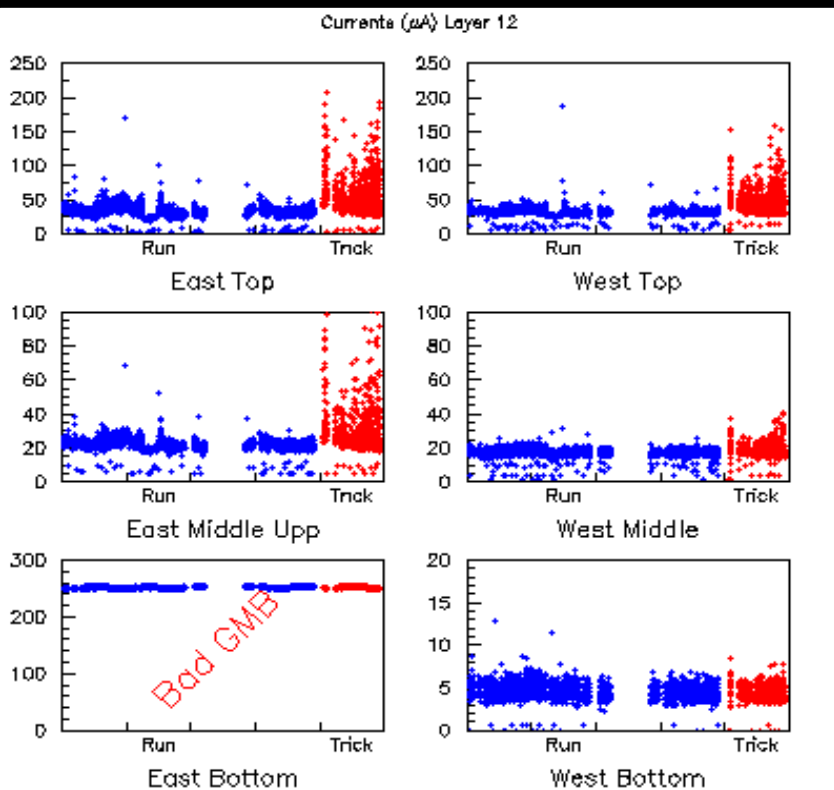 Currents (μA) Layer 12
250
200
150
100
50
0
Run Trick
East Top
250
200
150
100
50
0
Run Trick
West Top
100
80
60
40
20
0
Run Trick
East Middle Upp
100
80
60
40
20
0
Run Trick
West Middle
300
200
100
0
Bad GMB
Run Trick
East Bottom
20
15
10
5
0
Run Trick
West Bottom